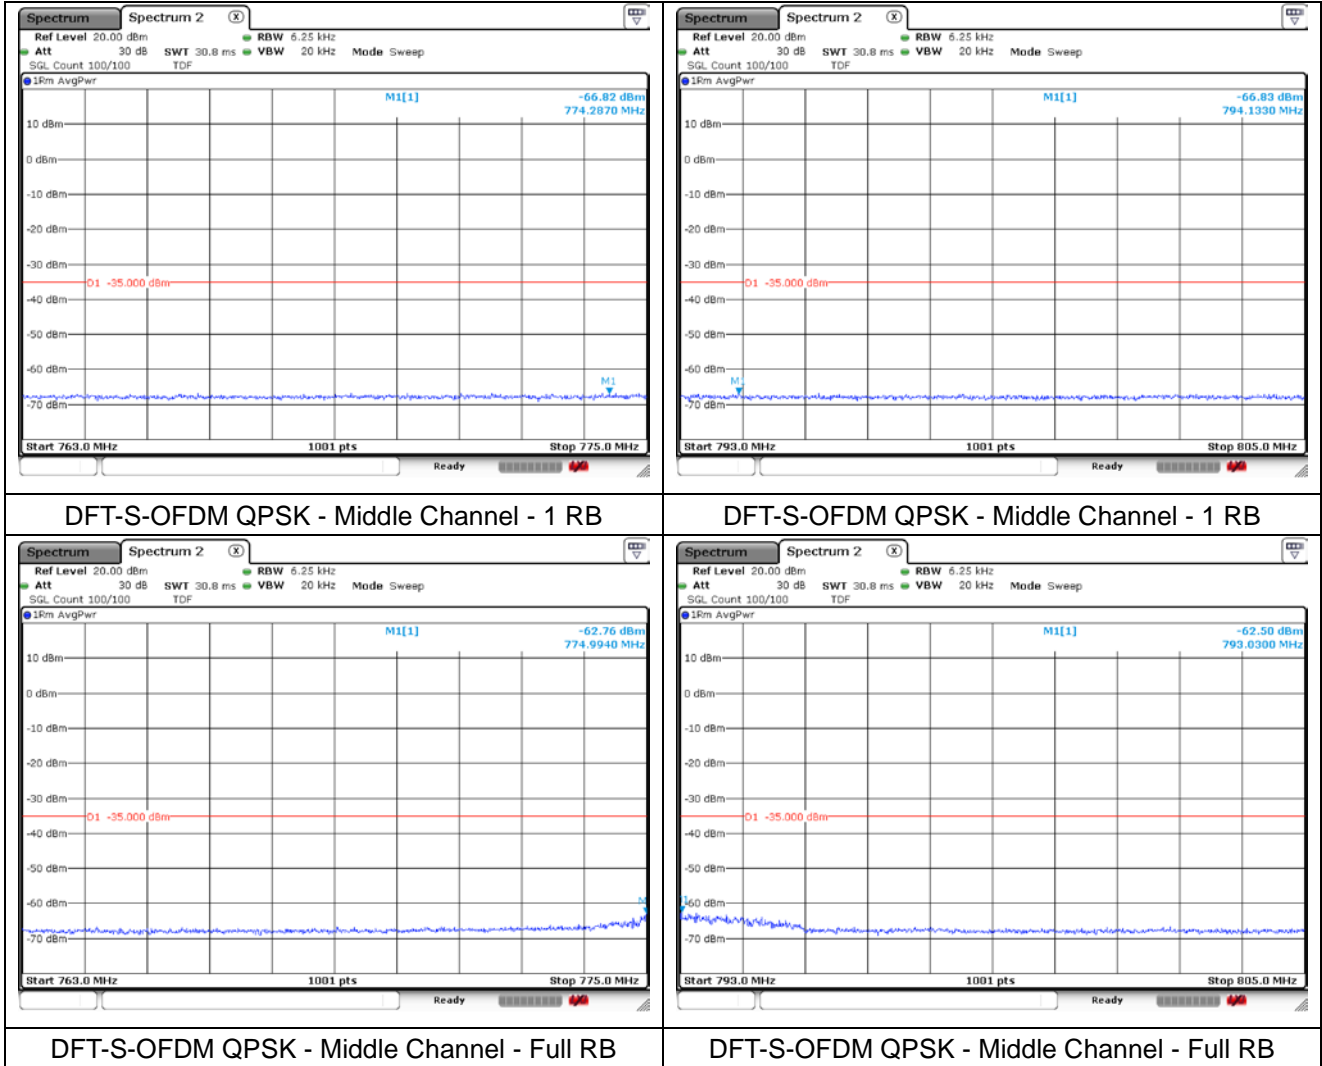 Spectrum Spectrum 2 X
Ref Level 20.00 dBm RBW 6.25 kHz
Att 30 dB SWT 30.8 ms VBW 20 kHz Mode Sweep
SGL Count 100/100 TDF
1Rm AvgPwr
M1[1] -66.82 dBm
774.2870 MHz
10 dBm
0 dBm
-10 dBm
-20 dBm
-30 dBm
D1 -35.000 dBm
-40 dBm
-50 dBm
-60 dBm
M1
-70 dBm
Start 763.0 MHz 1001 pts Stop 775.0 MHz
Ready
DFT-S-OFDM QPSK - Middle Channel - 1 RB
Spectrum Spectrum 2 X
Ref Level 20.00 dBm RBW 6.25 kHz
Att 30 dB SWT 30.8 ms VBW 20 kHz Mode Sweep
SGL Count 100/100 TDF
1Rm AvgPwr
M1[1] -66.83 dBm
794.1330 MHz
10 dBm
0 dBm
-10 dBm
-20 dBm
-30 dBm
D1 -35.000 dBm
-40 dBm
-50 dBm
-60 dBm
M1
-70 dBm
Start 793.0 MHz 1001 pts Stop 805.0 MHz
Ready
DFT-S-OFDM QPSK - Middle Channel - 1 RB
Spectrum Spectrum 2 X
Ref Level 20.00 dBm RBW 6.25 kHz
Att 30 dB SWT 30.8 ms VBW 20 kHz Mode Sweep
SGL Count 100/100 TDF
1Rm AvgPwr
M1[1] -62.76 dBm
774.9940 MHz
10 dBm
0 dBm
-10 dBm
-20 dBm
-30 dBm
D1 -35.000 dBm
-40 dBm
-50 dBm
-60 dBm
-70 dBm
Start 763.0 MHz 1001 pts Stop 775.0 MHz
Ready
DFT-S-OFDM QPSK - Middle Channel - Full RB
Spectrum Spectrum 2 X
Ref Level 20.00 dBm RBW 6.25 kHz
Att 30 dB SWT 30.8 ms VBW 20 kHz Mode Sweep
SGL Count 100/100 TDF
1Rm AvgPwr
M1[1] -62.50 dBm
793.0300 MHz
10 dBm
0 dBm
-10 dBm
-20 dBm
-30 dBm
D1 -35.000 dBm
-40 dBm
-50 dBm
-60 dBm
-70 dBm
Start 793.0 MHz 1001 pts Stop 805.0 MHz
Ready
DFT-S-OFDM QPSK - Middle Channel - Full RB